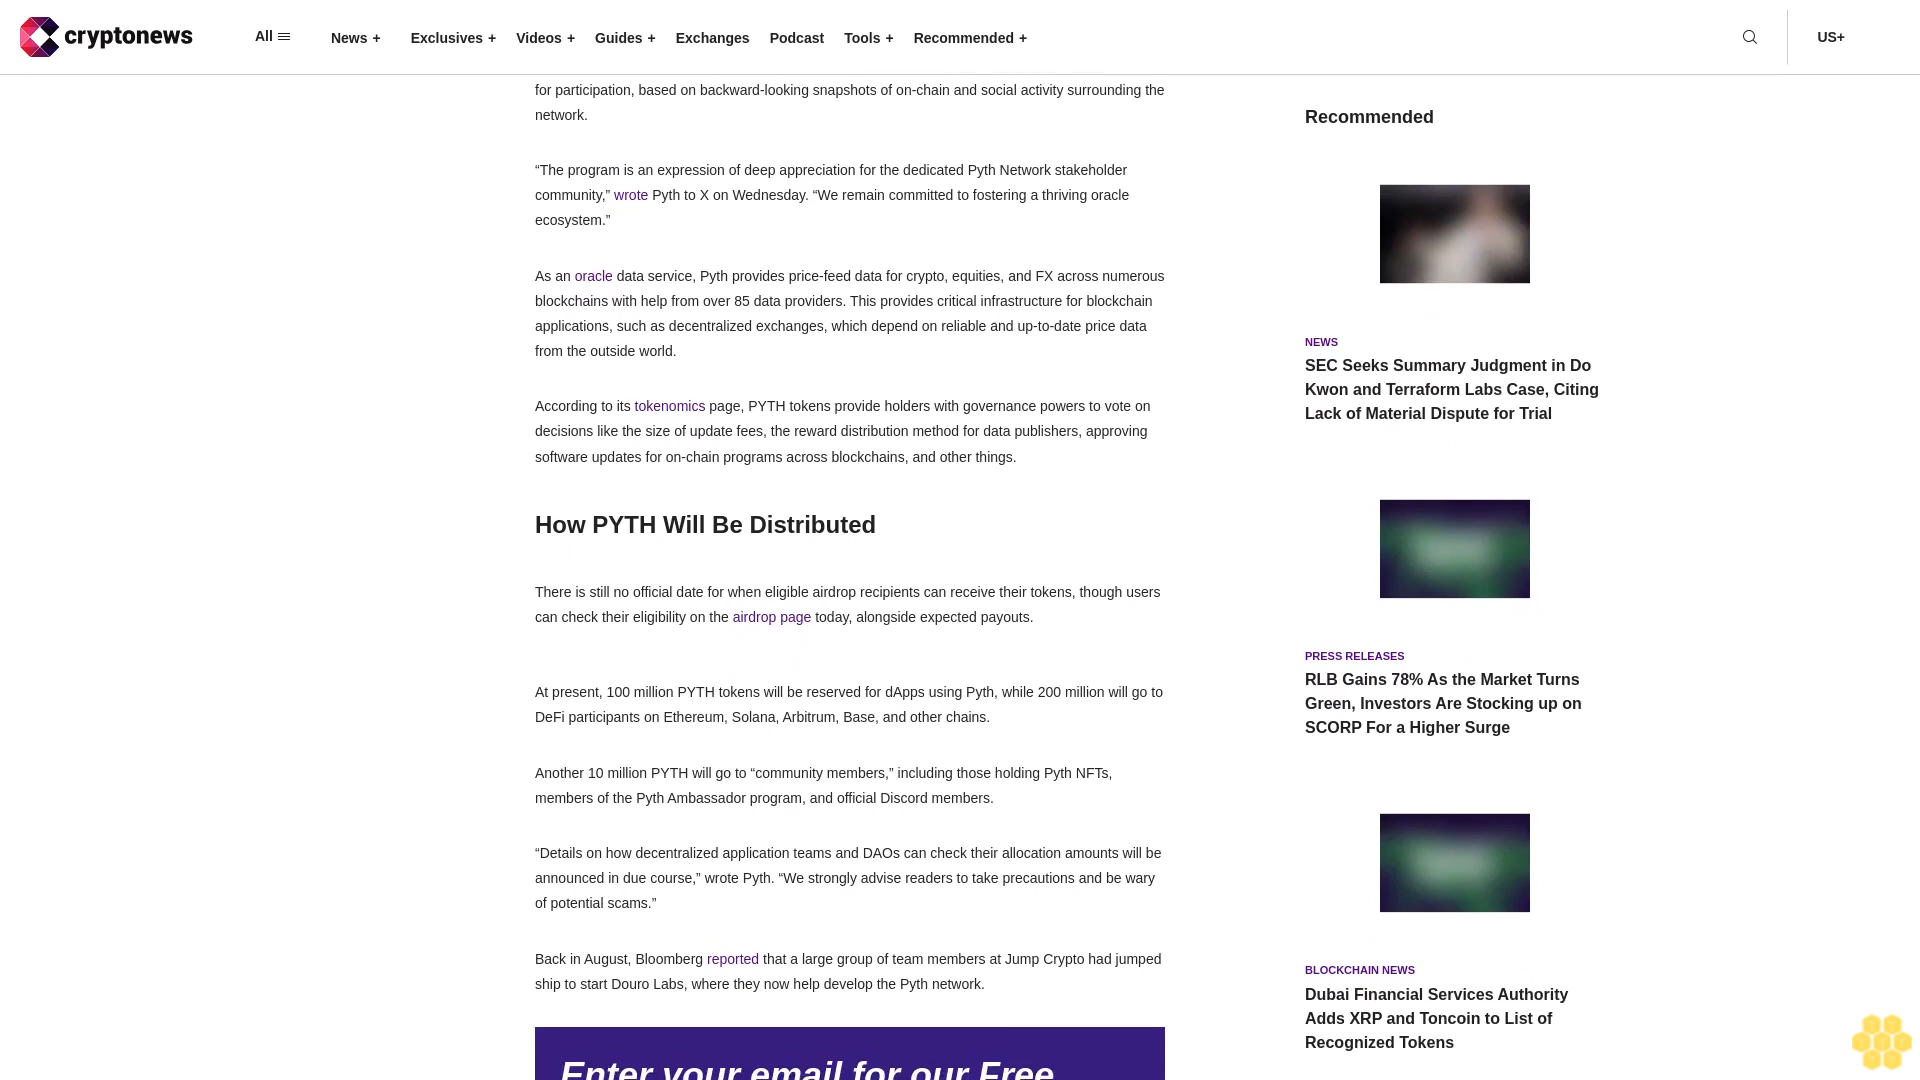 cryptonews
All
News +
Exclusives +
Videos +
Guides +
Exchanges
Podcast
Tools +
Recommended +
US+
for participation, based on backward-looking snapshots of on-chain and social activity surrounding the
network.
“The program is an expression of deep appreciation for the dedicated Pyth Network stakeholder
community,” wrote Pyth to X on Wednesday. “We remain committed to fostering a thriving oracle
ecosystem.”
As an oracle data service, Pyth provides price-feed data for crypto, equities, and FX across numerous
blockchains with help from over 85 data providers. This provides critical infrastructure for blockchain
applications, such as decentralized exchanges, which depend on reliable and up-to-date price data
from the outside world.
According to its tokenomics page, PYTH tokens provide holders with governance powers to vote on
decisions like the size of update fees, the reward distribution method for data publishers, approving
software updates for on-chain programs across blockchains, and other things.
How PYTH Will Be Distributed
There is still no official date for when eligible airdrop recipients can receive their tokens, though users
can check their eligibility on the airdrop page today, alongside expected payouts.
At present, 100 million PYTH tokens will be reserved for dApps using Pyth, while 200 million will go to
DeFi participants on Ethereum, Solana, Arbitrum, Base, and other chains.
Another 10 million PYTH will go to “community members,” including those holding Pyth NFTs,
members of the Pyth Ambassador program, and official Discord members.
“Details on how decentralized application teams and DAOs can check their allocation amounts will be
announced in due course,” wrote Pyth. “We strongly advise readers to take precautions and be wary
of potential scams.”
Back in August, Bloomberg reported that a large group of team members at Jump Crypto had jumped
ship to start Douro Labs, where they now help develop the Pyth network.
Enter your email for our Free
Recommended
NEWS
SEC Seeks Summary Judgment in Do
Kwon and Terraform Labs Case, Citing
Lack of Material Dispute for Trial
PRESS RELEASES
RLB Gains 78% As the Market Turns
Green, Investors Are Stocking up on
SCORP For a Higher Surge
BLOCKCHAIN NEWS
Dubai Financial Services Authority
Adds XRP and Toncoin to List of
Recognized Tokens